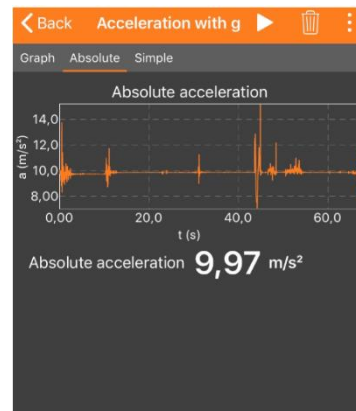 Back Acceleration with g
Graph Absolute Simple
Absolute acceleration
14,0
12,0
10,0
8,00
a (m/s²)
0,00 20,0 40,0 60,0
t (s)
Absolute acceleration 9,97 m/s²